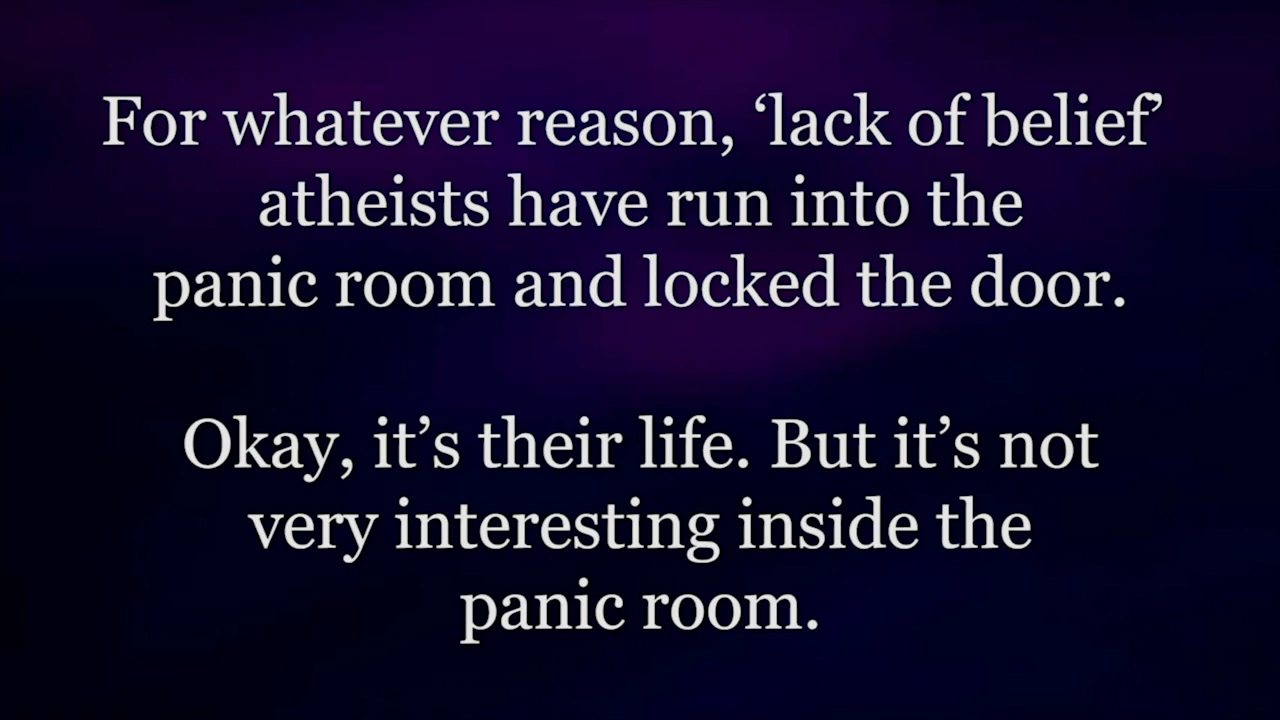 For whatever reason, ‘lack of belief’
atheists have run into the
panic room and locked the door.
Okay, it’s their life. But it’s not
very interesting inside the
panic room.